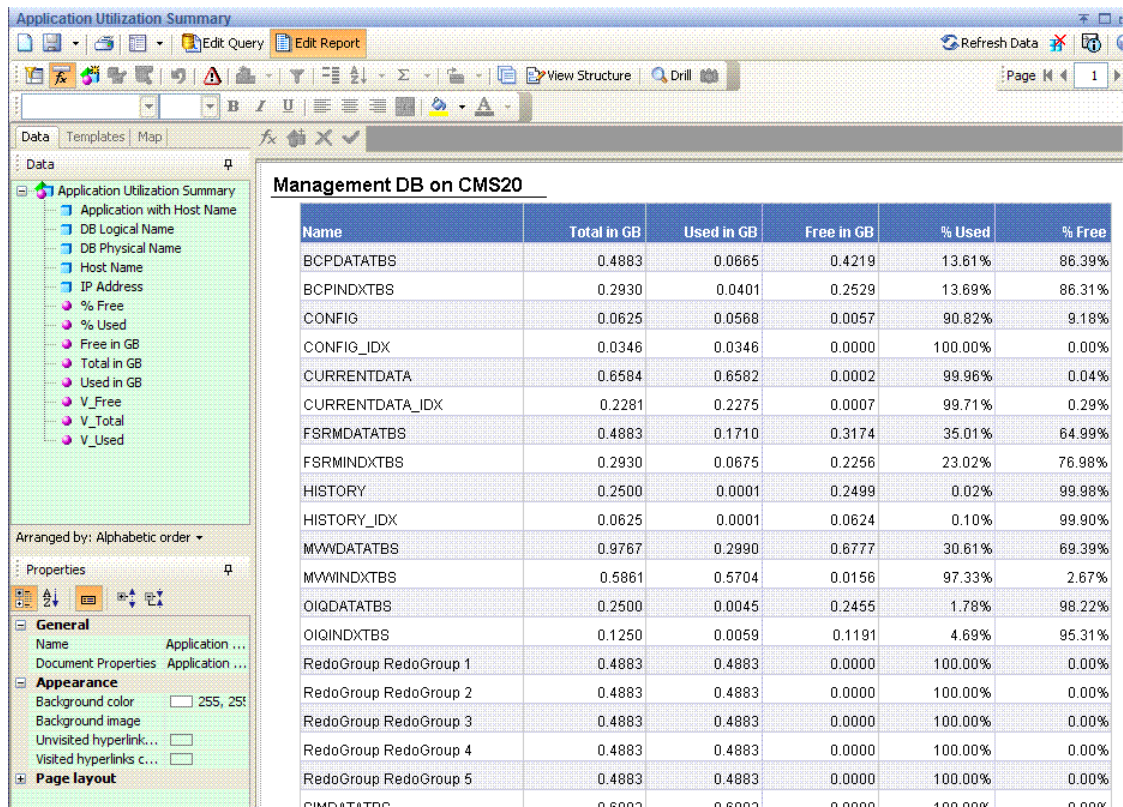 Application Utilization Summary
Edit Query Edit Report Refresh Data
View Structure Drill Page 1
B I U A
Data Templates Map
Data
Application Utilization Summary
Application with Host Name
DB Logical Name
DB Physical Name
Host Name
IP Address
% Free
% Used
Free in GB
Total in GB
Used in GB
V_Free
V_Total
V_Used
Arranged by: Alphabetic order
Properties
General
Name Application ...
Document Properties Application ...
Appearance
Background color 255, 255
Background image
Unvisited hyperlink...
Visited hyperlinks c...
Page layout
Management DB on CMS20
Name Total in GB Used in GB Free in GB % Used % Free
BCPDATATBS 0.4883 0.0665 0.4219 13.61% 86.39%
BCPINDXTBS 0.2930 0.0401 0.2529 13.69% 86.31%
CONFIG 0.0625 0.0568 0.0057 90.82% 9.18%
CONFIG_IDX 0.0346 0.0346 0.0000 100.00% 0.00%
CURRENTDATA 0.6584 0.6582 0.0002 99.96% 0.04%
CURRENTDATA_IDX 0.2281 0.2275 0.0007 99.71% 0.29%
FSRMDATATBS 0.4883 0.1710 0.3174 35.01% 64.99%
FSRMINDXTBS 0.2930 0.0675 0.2256 23.02% 76.98%
HISTORY 0.2500 0.0001 0.2499 0.02% 99.98%
HISTORY_IDX 0.0625 0.0001 0.0624 0.10% 99.90%
MVWDATATBS 0.9767 0.2990 0.6777 30.61% 69.39%
MVWINDXTBS 0.5861 0.5704 0.0156 97.33% 2.67%
OIQDATATBS 0.2500 0.0045 0.2455 1.78% 98.22%
OIQINDXTBS 0.1250 0.0059 0.1191 4.69% 95.31%
RedoGroup RedoGroup 1 0.4883 0.4883 0.0000 100.00% 0.00%
RedoGroup RedoGroup 2 0.4883 0.4883 0.0000 100.00% 0.00%
RedoGroup RedoGroup 3 0.4883 0.4883 0.0000 100.00% 0.00%
RedoGroup RedoGroup 4 0.4883 0.4883 0.0000 100.00% 0.00%
RedoGroup RedoGroup 5 0.4883 0.4883 0.0000 100.00% 0.00%